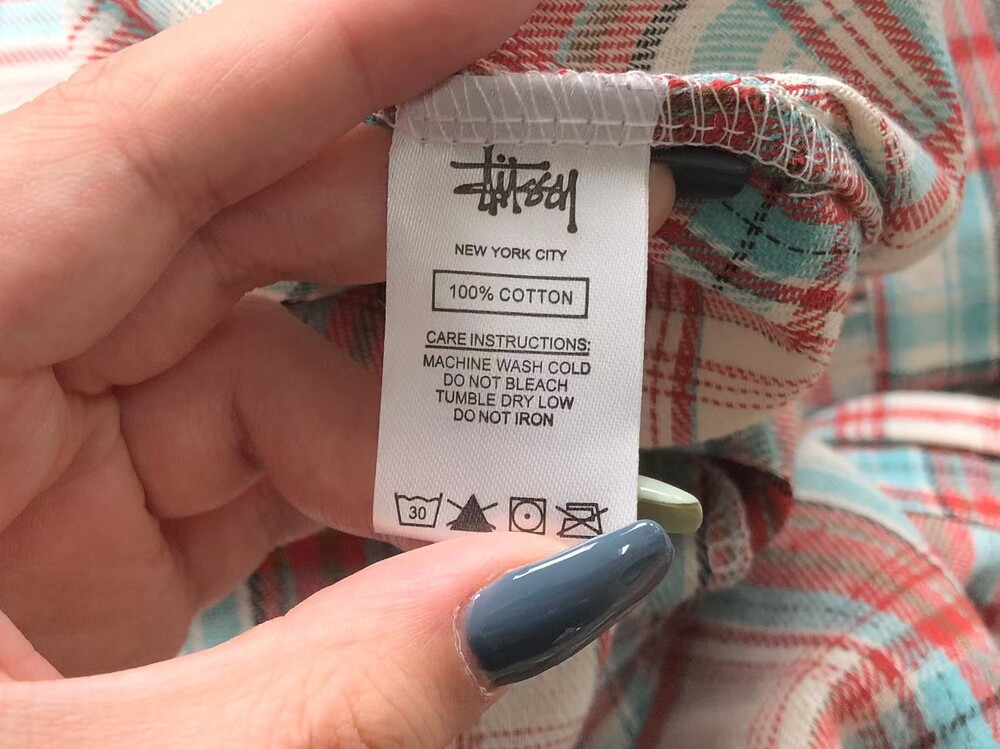 Stüssy
NEW YORK CITY
100% COTTON
CARE INSTRUCTIONS:
MACHINE WASH COLD
DO NOT BLEACH
TUMBLE DRY LOW
DO NOT IRON
30